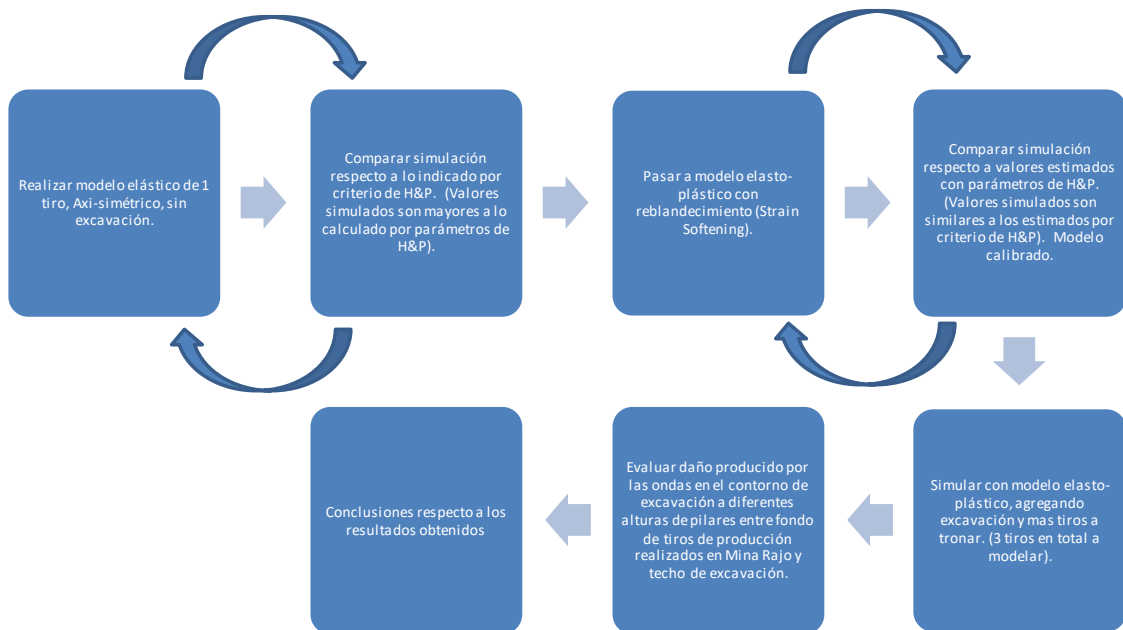 Realizar modelo elástico de 1
tiro, Axi-simétrico, sin
excavación.
Comparar simulación
respecto a lo indicado por
criterio de H&P. (Valores
simulados son mayores a lo
calculado por parámetros de
H&P).
Pasar a modelo elasto-
plástico con
reblandecimiento (Strain
Softening).
Comparar simulación
respecto a valores estimados
con parámetros de H&P.
(Valores simulados son
similares a los estimados por
criterio de H&P). Modelo
calibrado.
Simular con modelo elasto-
plástico, agregando
excavación y mas tiros a
tronar. (3 tiros en total a
modelar).
Evaluar daño producido por
las ondas en el contorno de
excavación a diferentes
alturas de pilares entre fondo
de tiros de producción
realizados en Mina Rajo y
techo de excavación.
Conclusiones respecto a los
resultados obtenidos